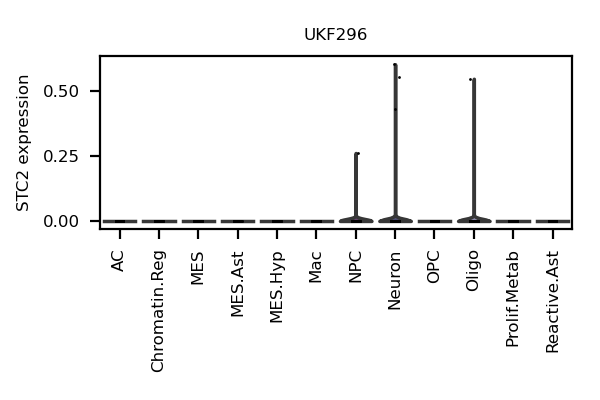 UKF296
STC2 expression
0.50
0.25
0.00
AC
Chromatin.Reg
MES
MES.Ast
MES.Hyp
Mac
NPC
Neuron
OPC
Oligo
Prolif.Metab
Reactive.Ast